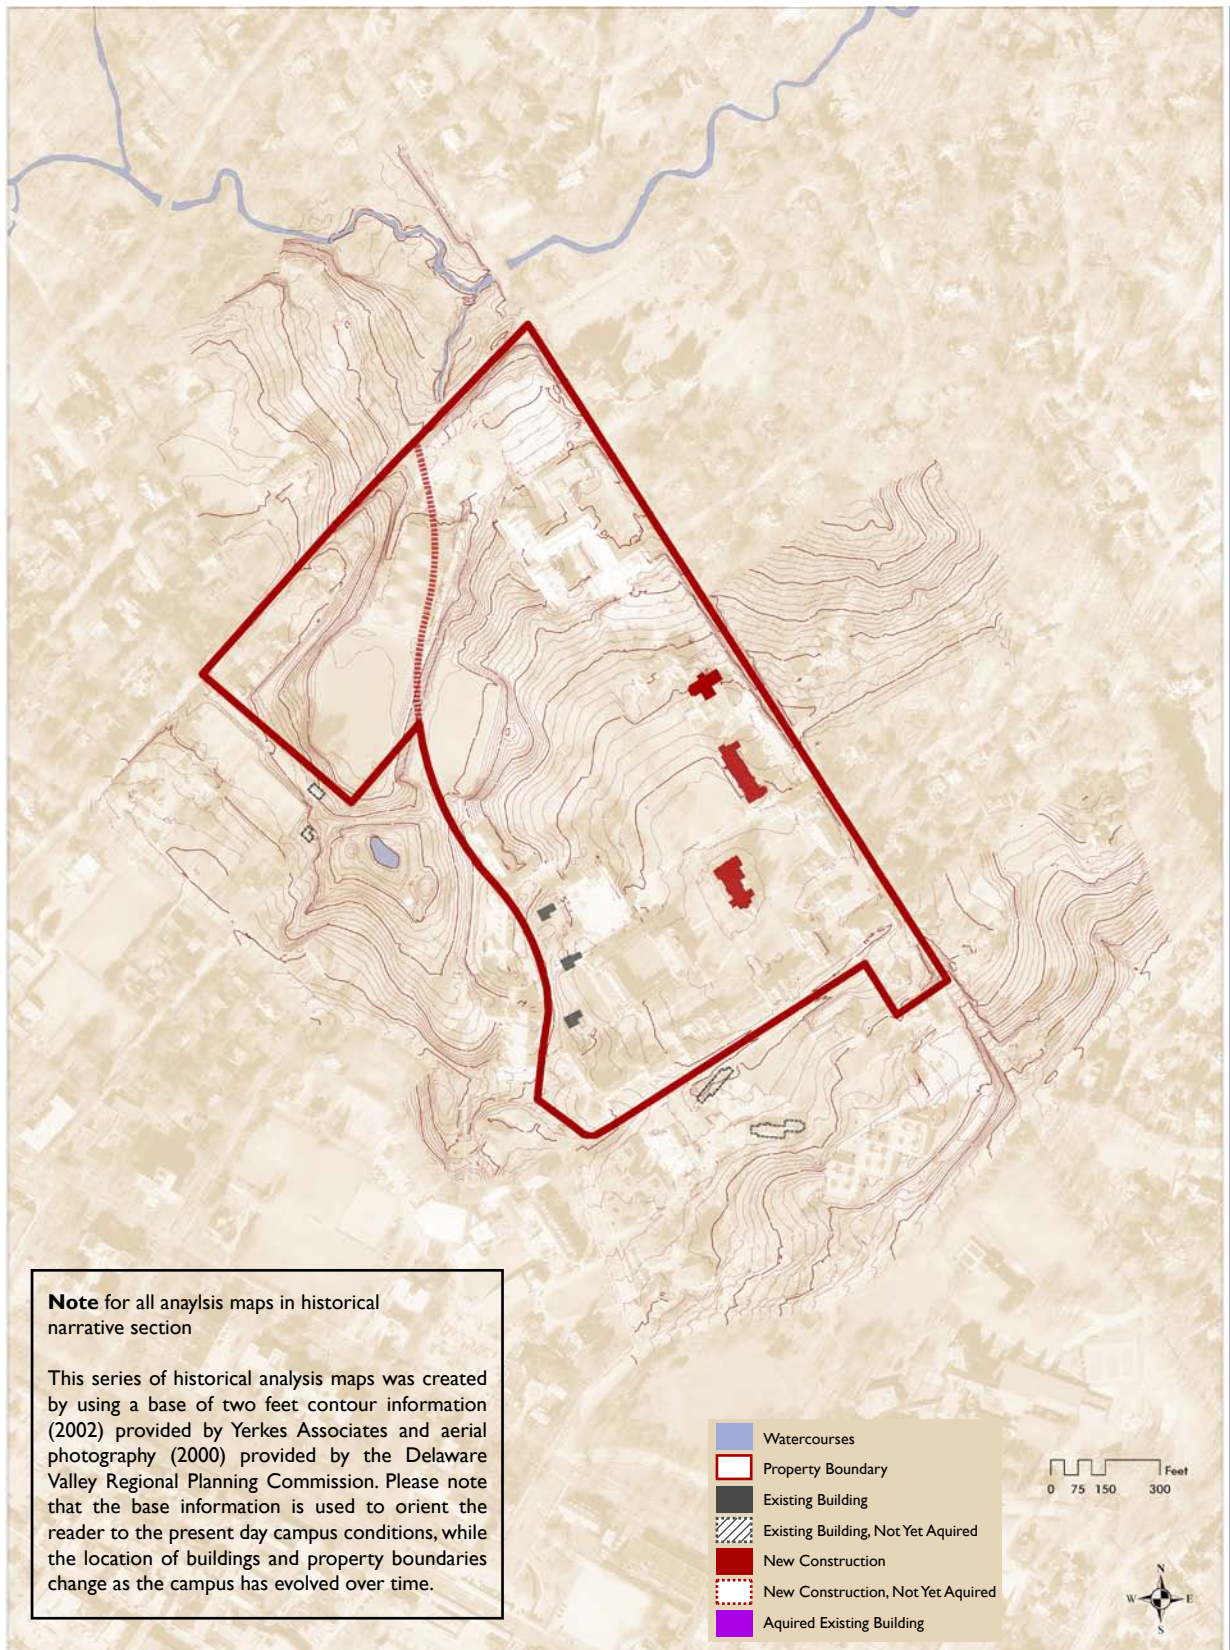 Note for all anaylsis maps in historical
narrative section
This series of historical analysis maps was created
by using a base of two feet contour information
(2002) provided by Yerkes Associates and aerial
photography (2000) provided by the Delaware
Valley Regional Planning Commission. Please note
that the base information is used to orient the
reader to the present day campus conditions, while
the location of buildings and property boundaries
change as the campus has evolved over time.
Watercourses
Property Boundary
Existing Building
Existing Building, Not Yet Aquired
New Construction
New Construction, Not Yet Aquired
Aquired Existing Building
Feet
0 75 150 300
N
W E
S